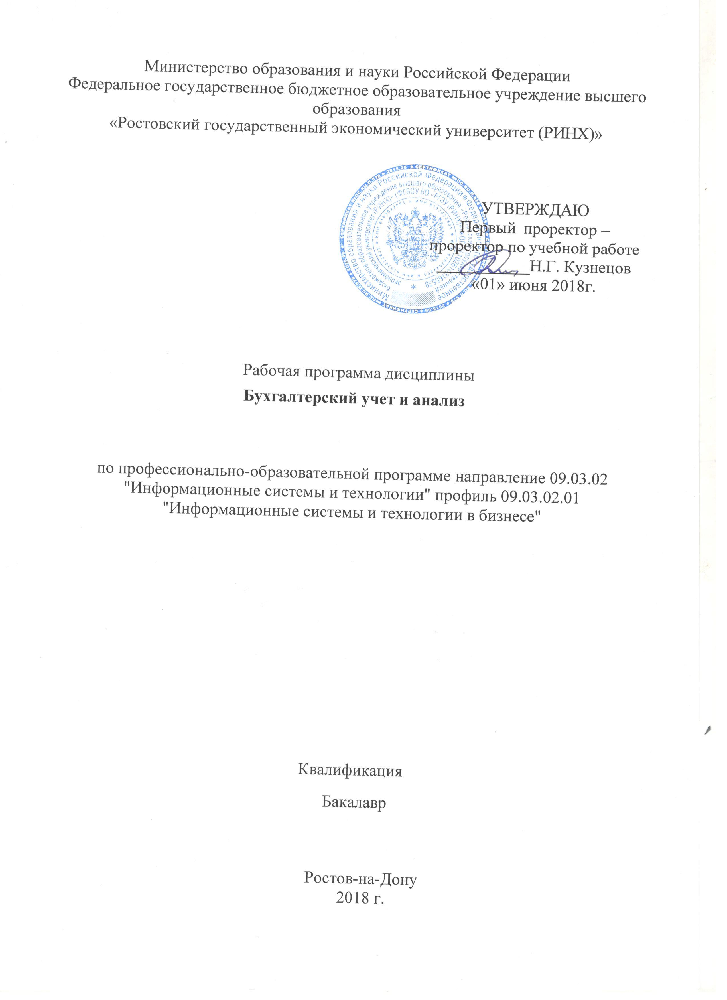 Министерство образования и науки Российской Федерации
Федеральное государственное бюджетное образовательное учреждение высшего
образования
«Ростовский государственный экономический университет (РИНХ)»
УТВЕРЖДАЮ
Первый проректор –
проректор по учебной работе
Н.Г. Кузнецов
«01» июня 2018г.
Рабочая программа дисциплины
Бухгалтерский учет и анализ
по профессионально-образовательной программе направление 09.03.02
"Информационные системы и технологии" профиль 09.03.02.01
"Информационные системы и технологии в бизнесе"
Квалификация
Бакалавр
Ростов-на-Дону
2018 г.